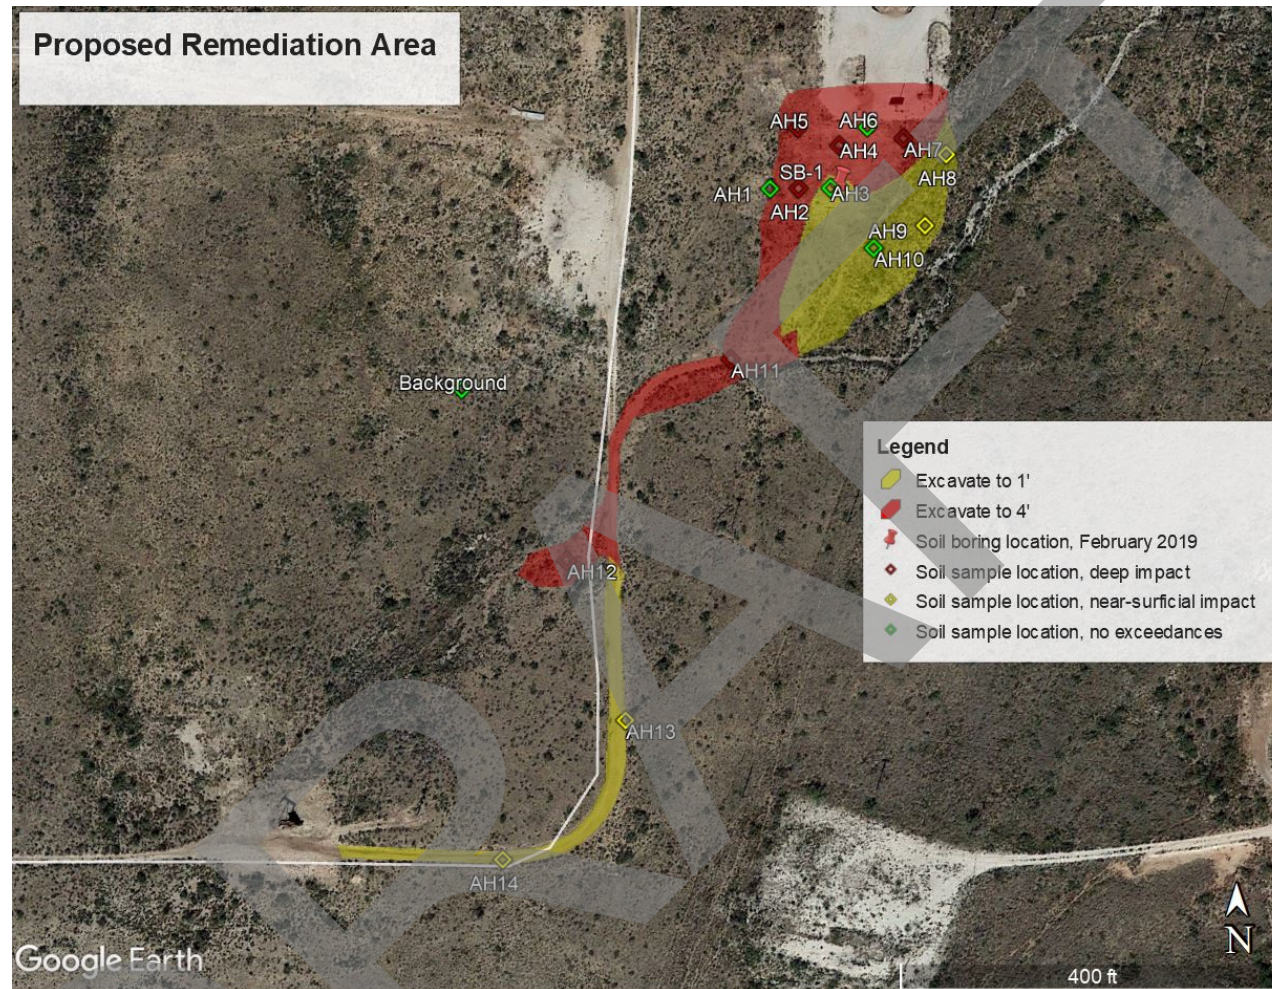 Proposed Remediation Area
AH5
AH6
AH4
AH7
AH8
SB-1
AH1
AH3
AH2
AH9
AH10
AH11
Background
AH12
AH13
AH14
Legend
Excavate to 1'
Excavate to 4'
Soil boring location, February 2019
Soil sample location, deep impact
Soil sample location, near-surficial impact
Soil sample location, no exceedances
DRAFT
Google Earth
N
400 ft